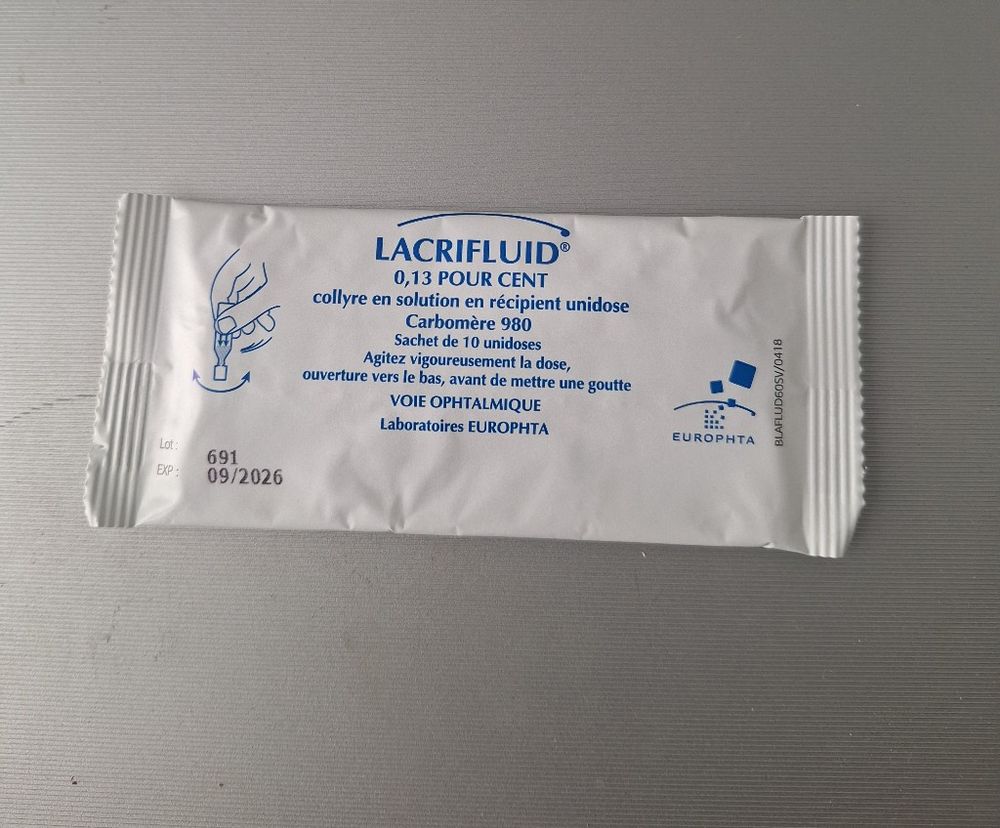 LACRIFLUID®
0,13 POUR CENT
collyre en solution en récipient unidose
Carbomère 980
Sachet de 10 unidoses
Agitez vigoureusement la dose,
ouverture vers le bas, avant de mettre une goutte
VOIE OPHTALMIQUE
Laboratoires EUROPHTA
Lot : 691
EXP : 09/2026
EUROPHTA
BLAFLUD60SV/0418